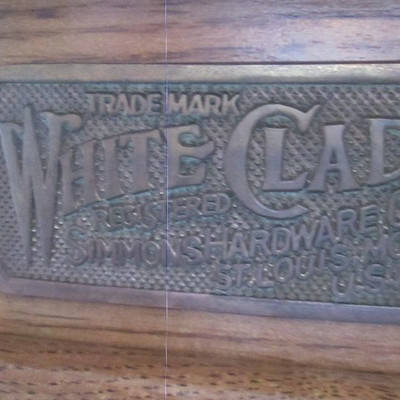 TRADE MARK
WHITE CLAD
REGISTERED
SIMMONS HARDWARE
ST. LOUIS. MO.
U.S.